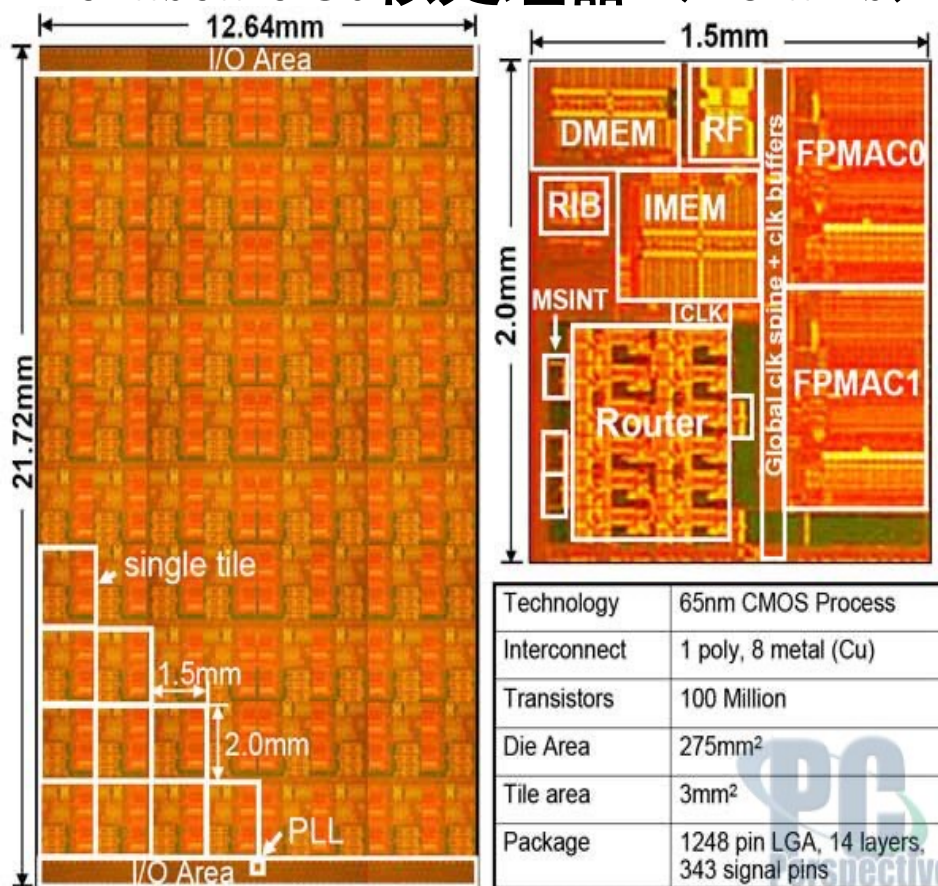 12.64mm
I/O Area
21.72mm
single tile
1.5mm
2.0mm
PLL
I/O Area
1.5mm
2.0mm
DMEM
RF
RIB
IMEM
MSINT
CLK
Router
Global clk spine + clk buffers
FPMAC0
FPMAC1
Technology 65nm CMOS Process
Interconnect 1 poly, 8 metal (Cu)
Transistors 100 Million
Die Area 275mm²
Tile area 3mm²
Package 1248 pin LGA, 14 layers,
343 signal pins
PC
Perspective